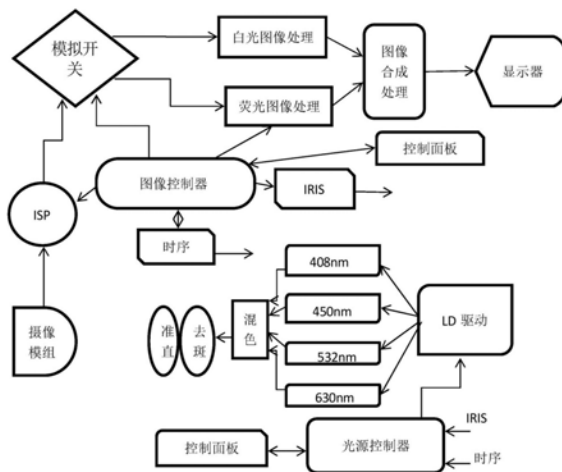 模拟开
关
白光图像处理
荧光图像处理
图像
合成
处理
显示器
控制面板
图像控制器
IRIS
ISP
时序
摄像
模组
准直
去斑
混色
408nm
450nm
532nm
630nm
LD 驱动
控制面板
光源控制器
IRIS
时序